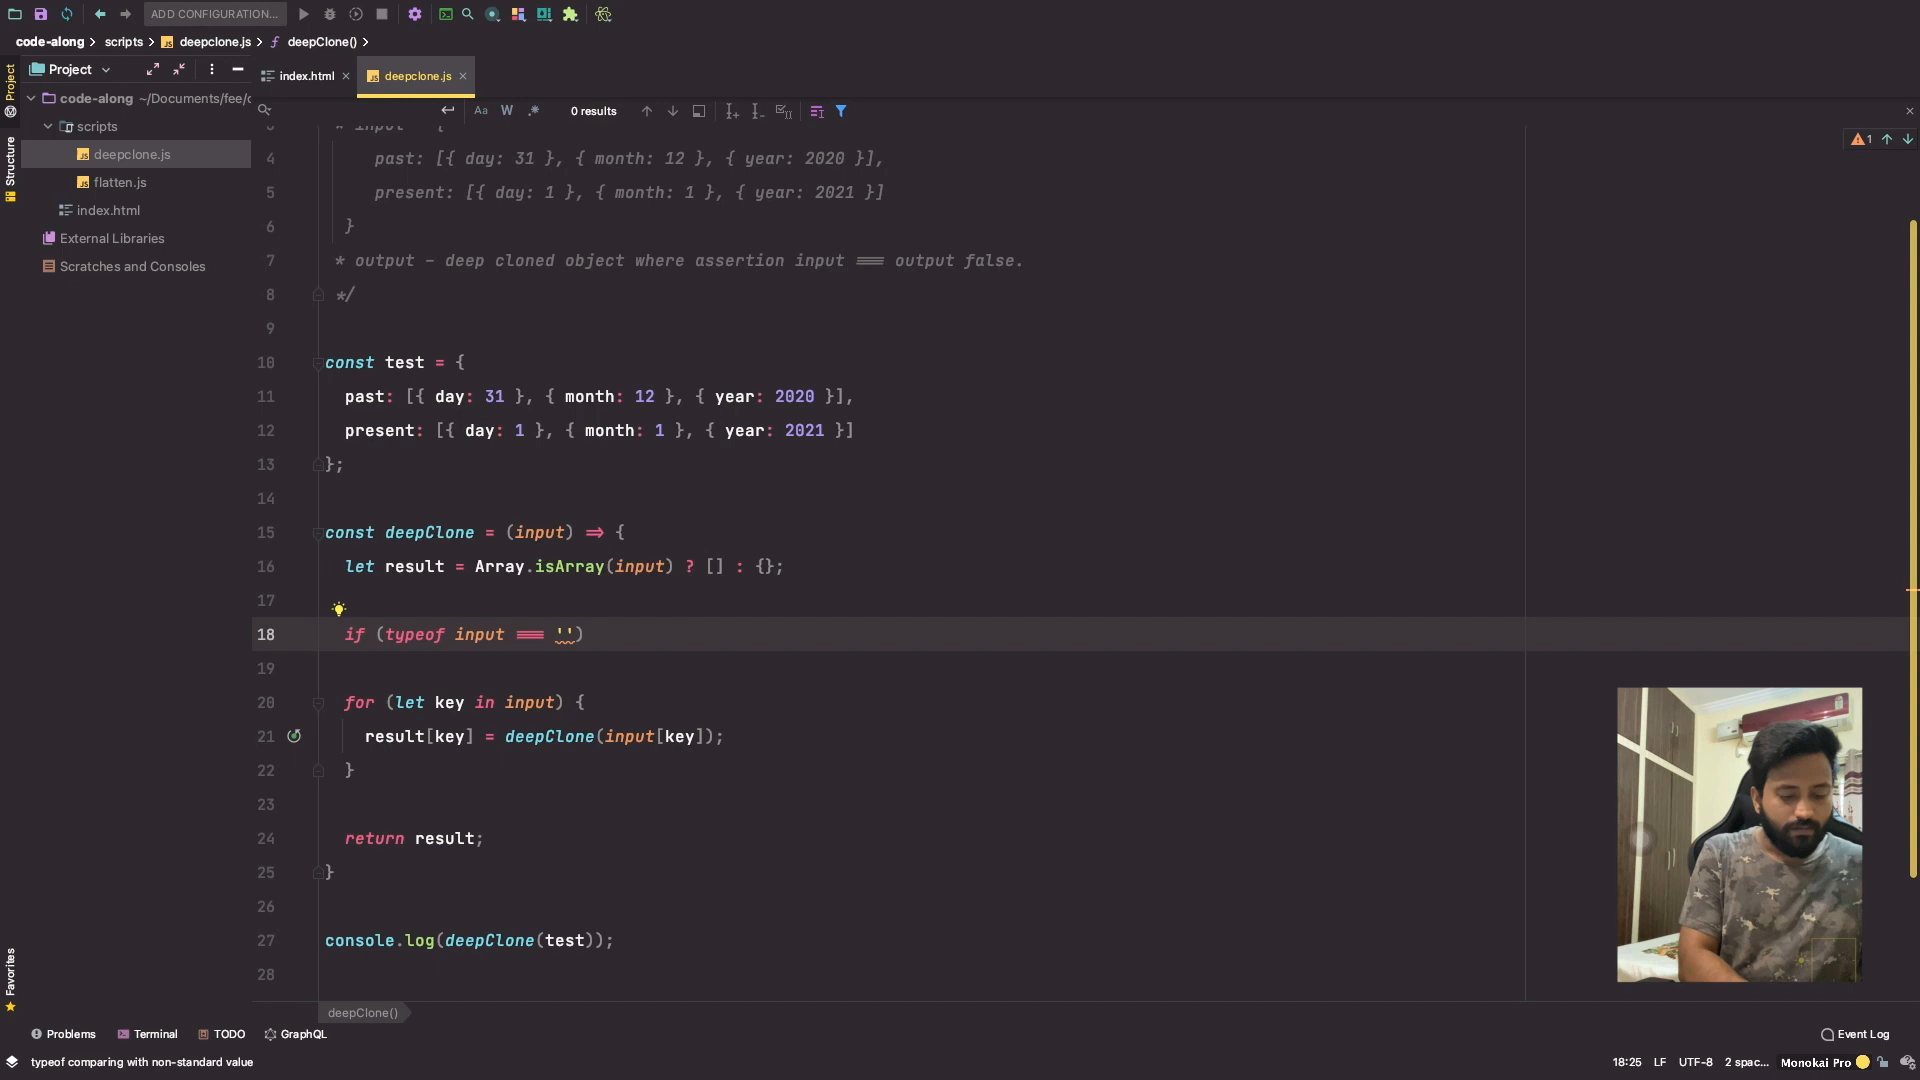 ADD CONFIGURATION...
code-along > scripts > deepclone.js > deepClone() >
Project
index.html
deepclone.js
code-along ~/Documents/fee/c
scripts
deepclone.js
flatten.js
index.html
External Libraries
Scratches and Consoles
Project
Structure
Favorites
Aa W .* 0 results
1
* input - {
4 past: [{ day: 31 }, { month: 12 }, { year: 2020 }],
5 present: [{ day: 1 }, { month: 1 }, { year: 2021 }]
6 }
7 * output - deep cloned object where assertion input === output false.
8 */
9
10 const test = {
11 past: [{ day: 31 }, { month: 12 }, { year: 2020 }],
12 present: [{ day: 1 }, { month: 1 }, { year: 2021 }]
13 };
14
15 const deepClone = (input) => {
16 let result = Array.isArray(input) ? [] : {};
17
18 if (typeof input === '')
19
20 for (let key in input) {
21 result[key] = deepClone(input[key]);
22 }
23
24 return result;
25 }
26
27 console.log(deepClone(test));
28
deepClone()
Problems Terminal TODO GraphQL Event Log
typeof comparing with non-standard value 18:25 LF UTF-8 2 spac... Monokai Pro